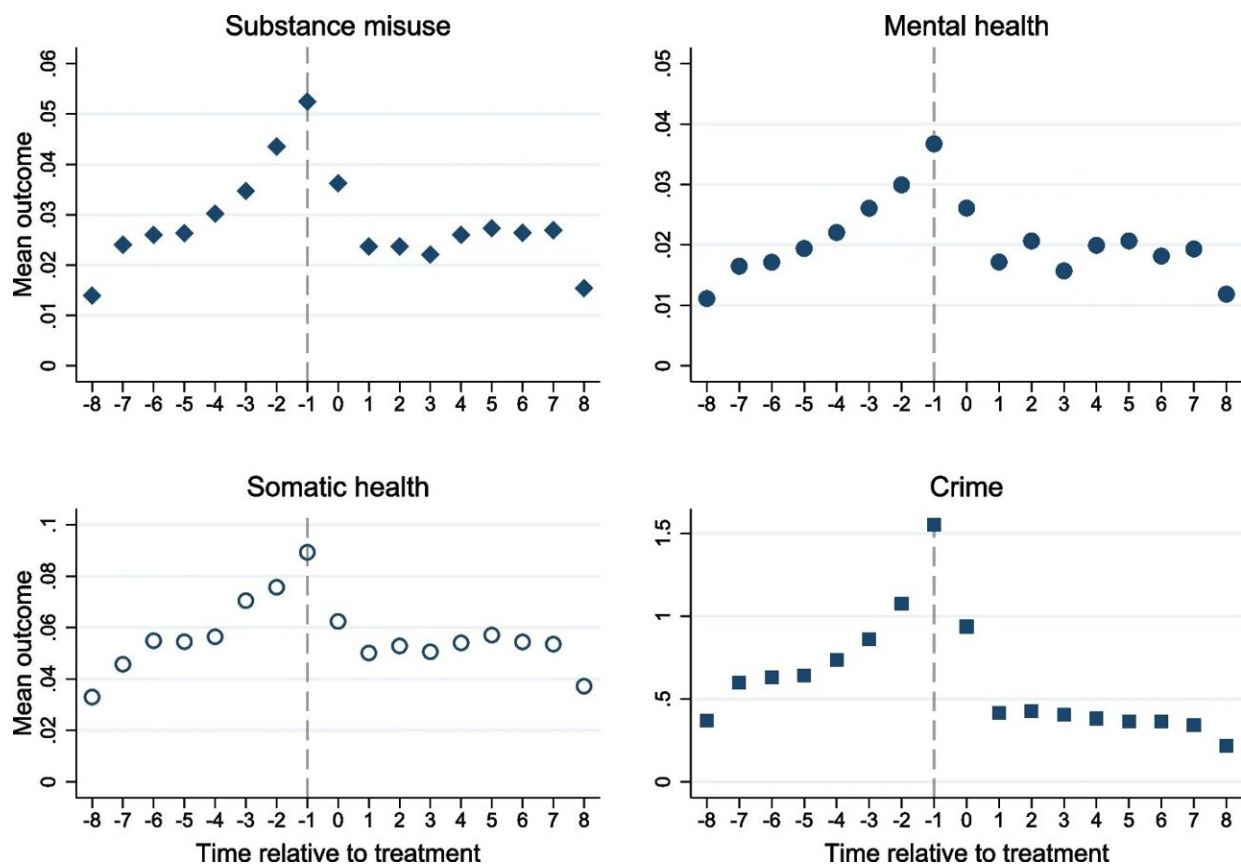 Substance misuse
Mean outcome
.06
.05
.04
.03
.02
.01
0
-8 -7 -6 -5 -4 -3 -2 -1 0 1 2 3 4 5 6 7 8
Mental health
.05
.04
.03
.02
.01
0
-8 -7 -6 -5 -4 -3 -2 -1 0 1 2 3 4 5 6 7 8
Somatic health
Mean outcome
.1
.08
.06
.04
.02
0
-8 -7 -6 -5 -4 -3 -2 -1 0 1 2 3 4 5 6 7 8
Time relative to treatment
Crime
1.5
1
.5
0
-8 -7 -6 -5 -4 -3 -2 -1 0 1 2 3 4 5 6 7 8
Time relative to treatment